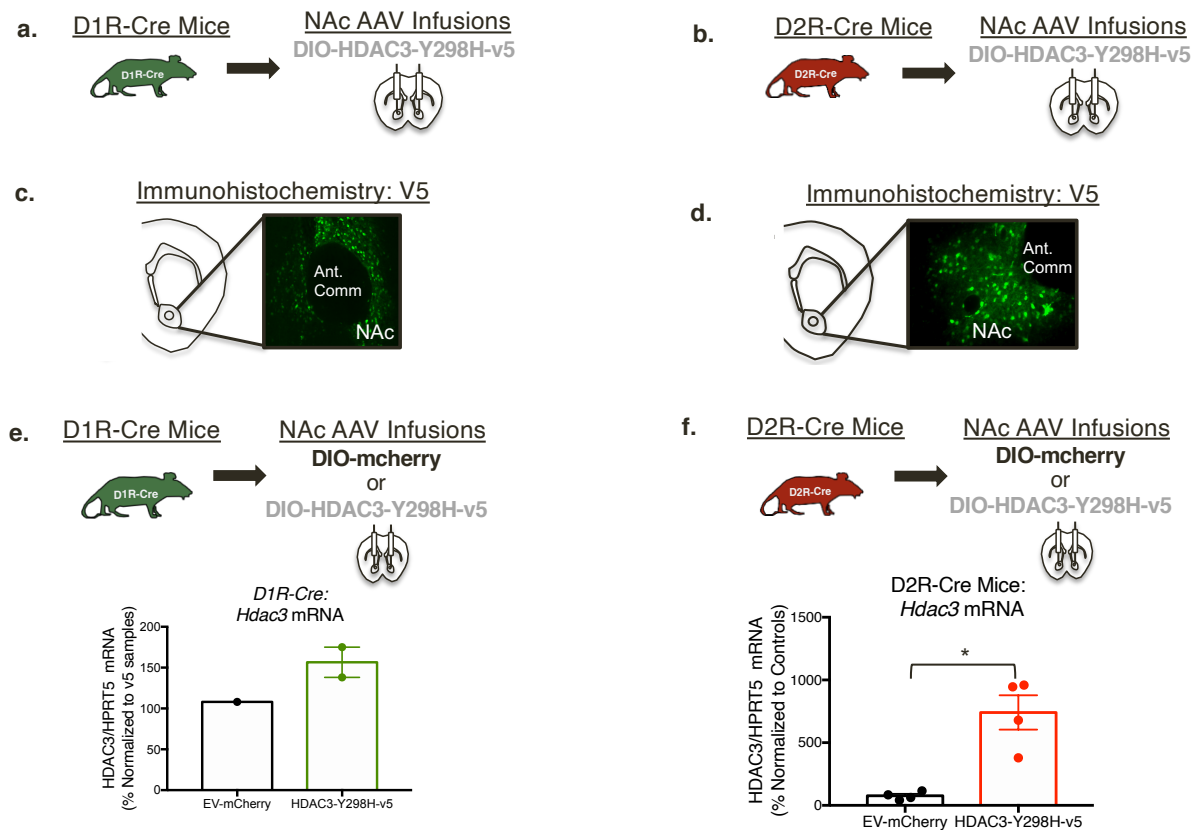 a.
D1R-Cre Mice
NAc AAV Infusions
DIO-HDAC3-Y298H-v5
D1R-Cre
b.
D2R-Cre Mice
NAc AAV Infusions
DIO-HDAC3-Y298H-v5
D2R-Cre
c.
Immunohistochemistry: V5
Ant.
Comm
NAc
d.
Immunohistochemistry: V5
Ant.
Comm
NAc
e.
D1R-Cre Mice
NAc AAV Infusions
DIO-mcherry
or
DIO-HDAC3-Y298H-v5
D1R-Cre
D1R-Cre:
Hdac3 mRNA
HDAC3/HPRT5 mRNA
(% Normalized to v5 samples)
200
150
100
50
0
EV-mCherry
HDAC3-Y298H-v5
f.
D2R-Cre Mice
NAc AAV Infusions
DIO-mcherry
or
DIO-HDAC3-Y298H-v5
D2R-Cre
D2R-Cre Mice:
Hdac3 mRNA
HDAC3/HPRT5 mRNA
(% Normalized to Controls)
1500
1000
500
0
*
EV-mCherry
HDAC3-Y298H-v5